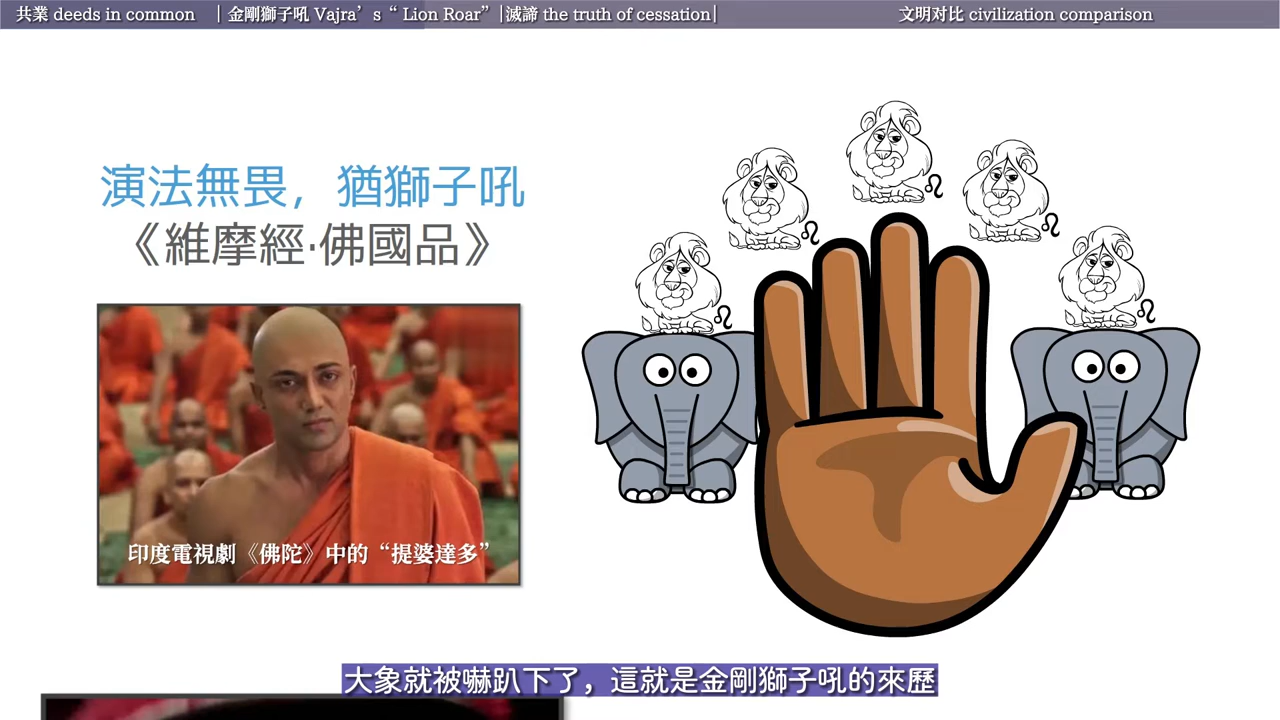 共業 deeds in common ｜金剛獅子吼 Vajra’s“ Lion Roar”|滅諦 the truth of cessation| 文明对比 civilization comparison
演法無畏，猶獅子吼
《維摩經·佛國品》
印度電視劇《佛陀》中的“提婆達多”
大象就被嚇趴下了，這就是金剛獅子吼的來歷